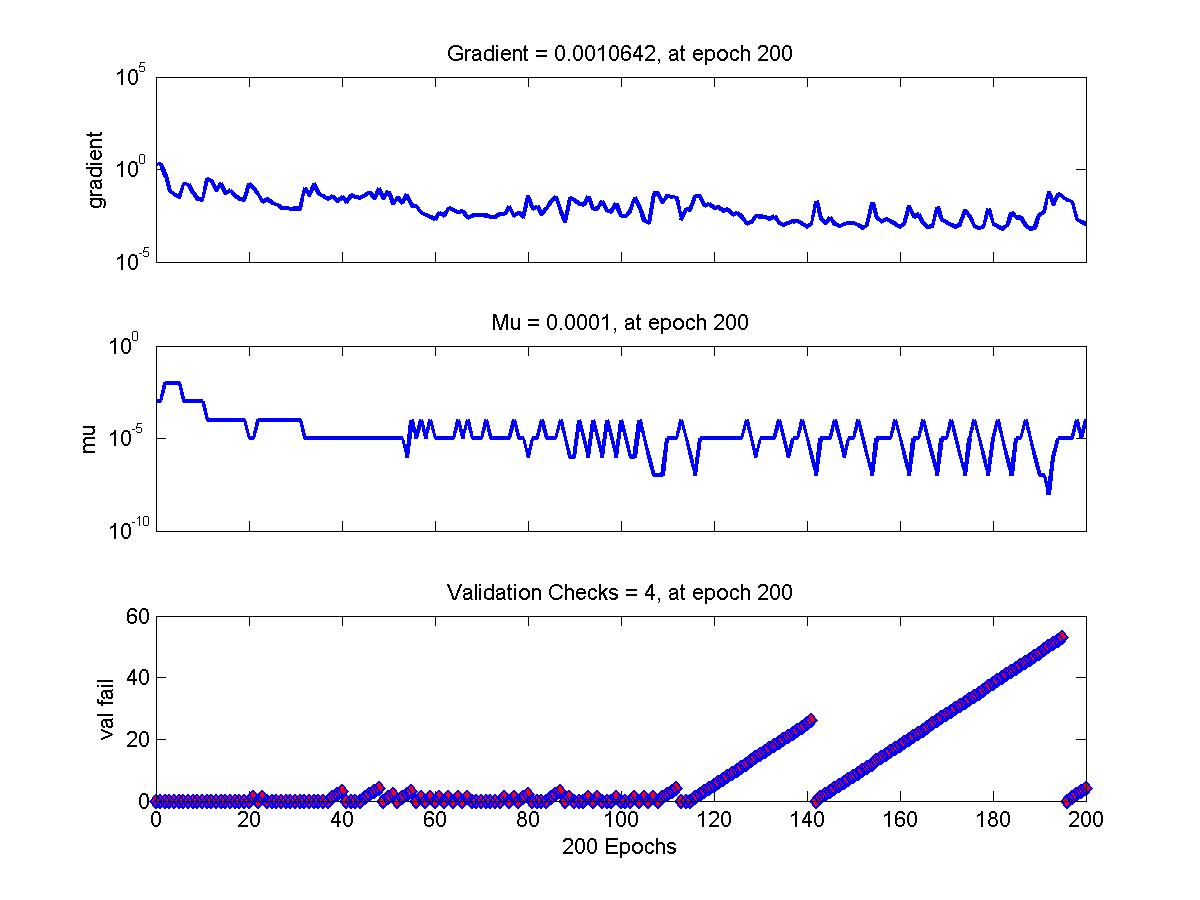 Gradient = 0.0010642, at epoch 200
10^5
10^0
10^-5
gradient
Mu = 0.0001, at epoch 200
10^0
10^-5
10^-10
mu
Validation Checks = 4, at epoch 200
60
40
20
0
val fail
0 20 40 60 80 100 120 140 160 180 200
200 Epochs